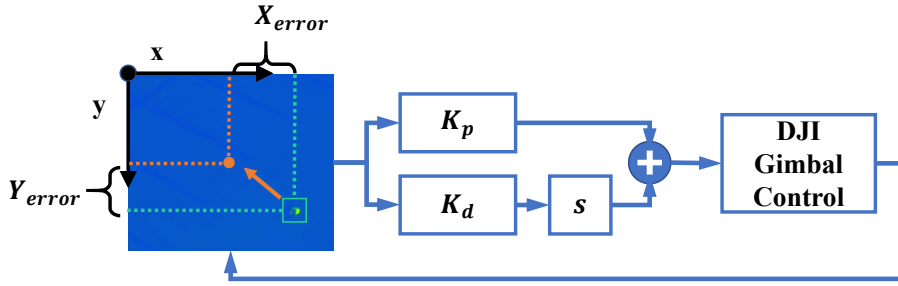 X_error
x
y
Y_error
K_p
K_d
s
+
DJI
Gimbal
Control